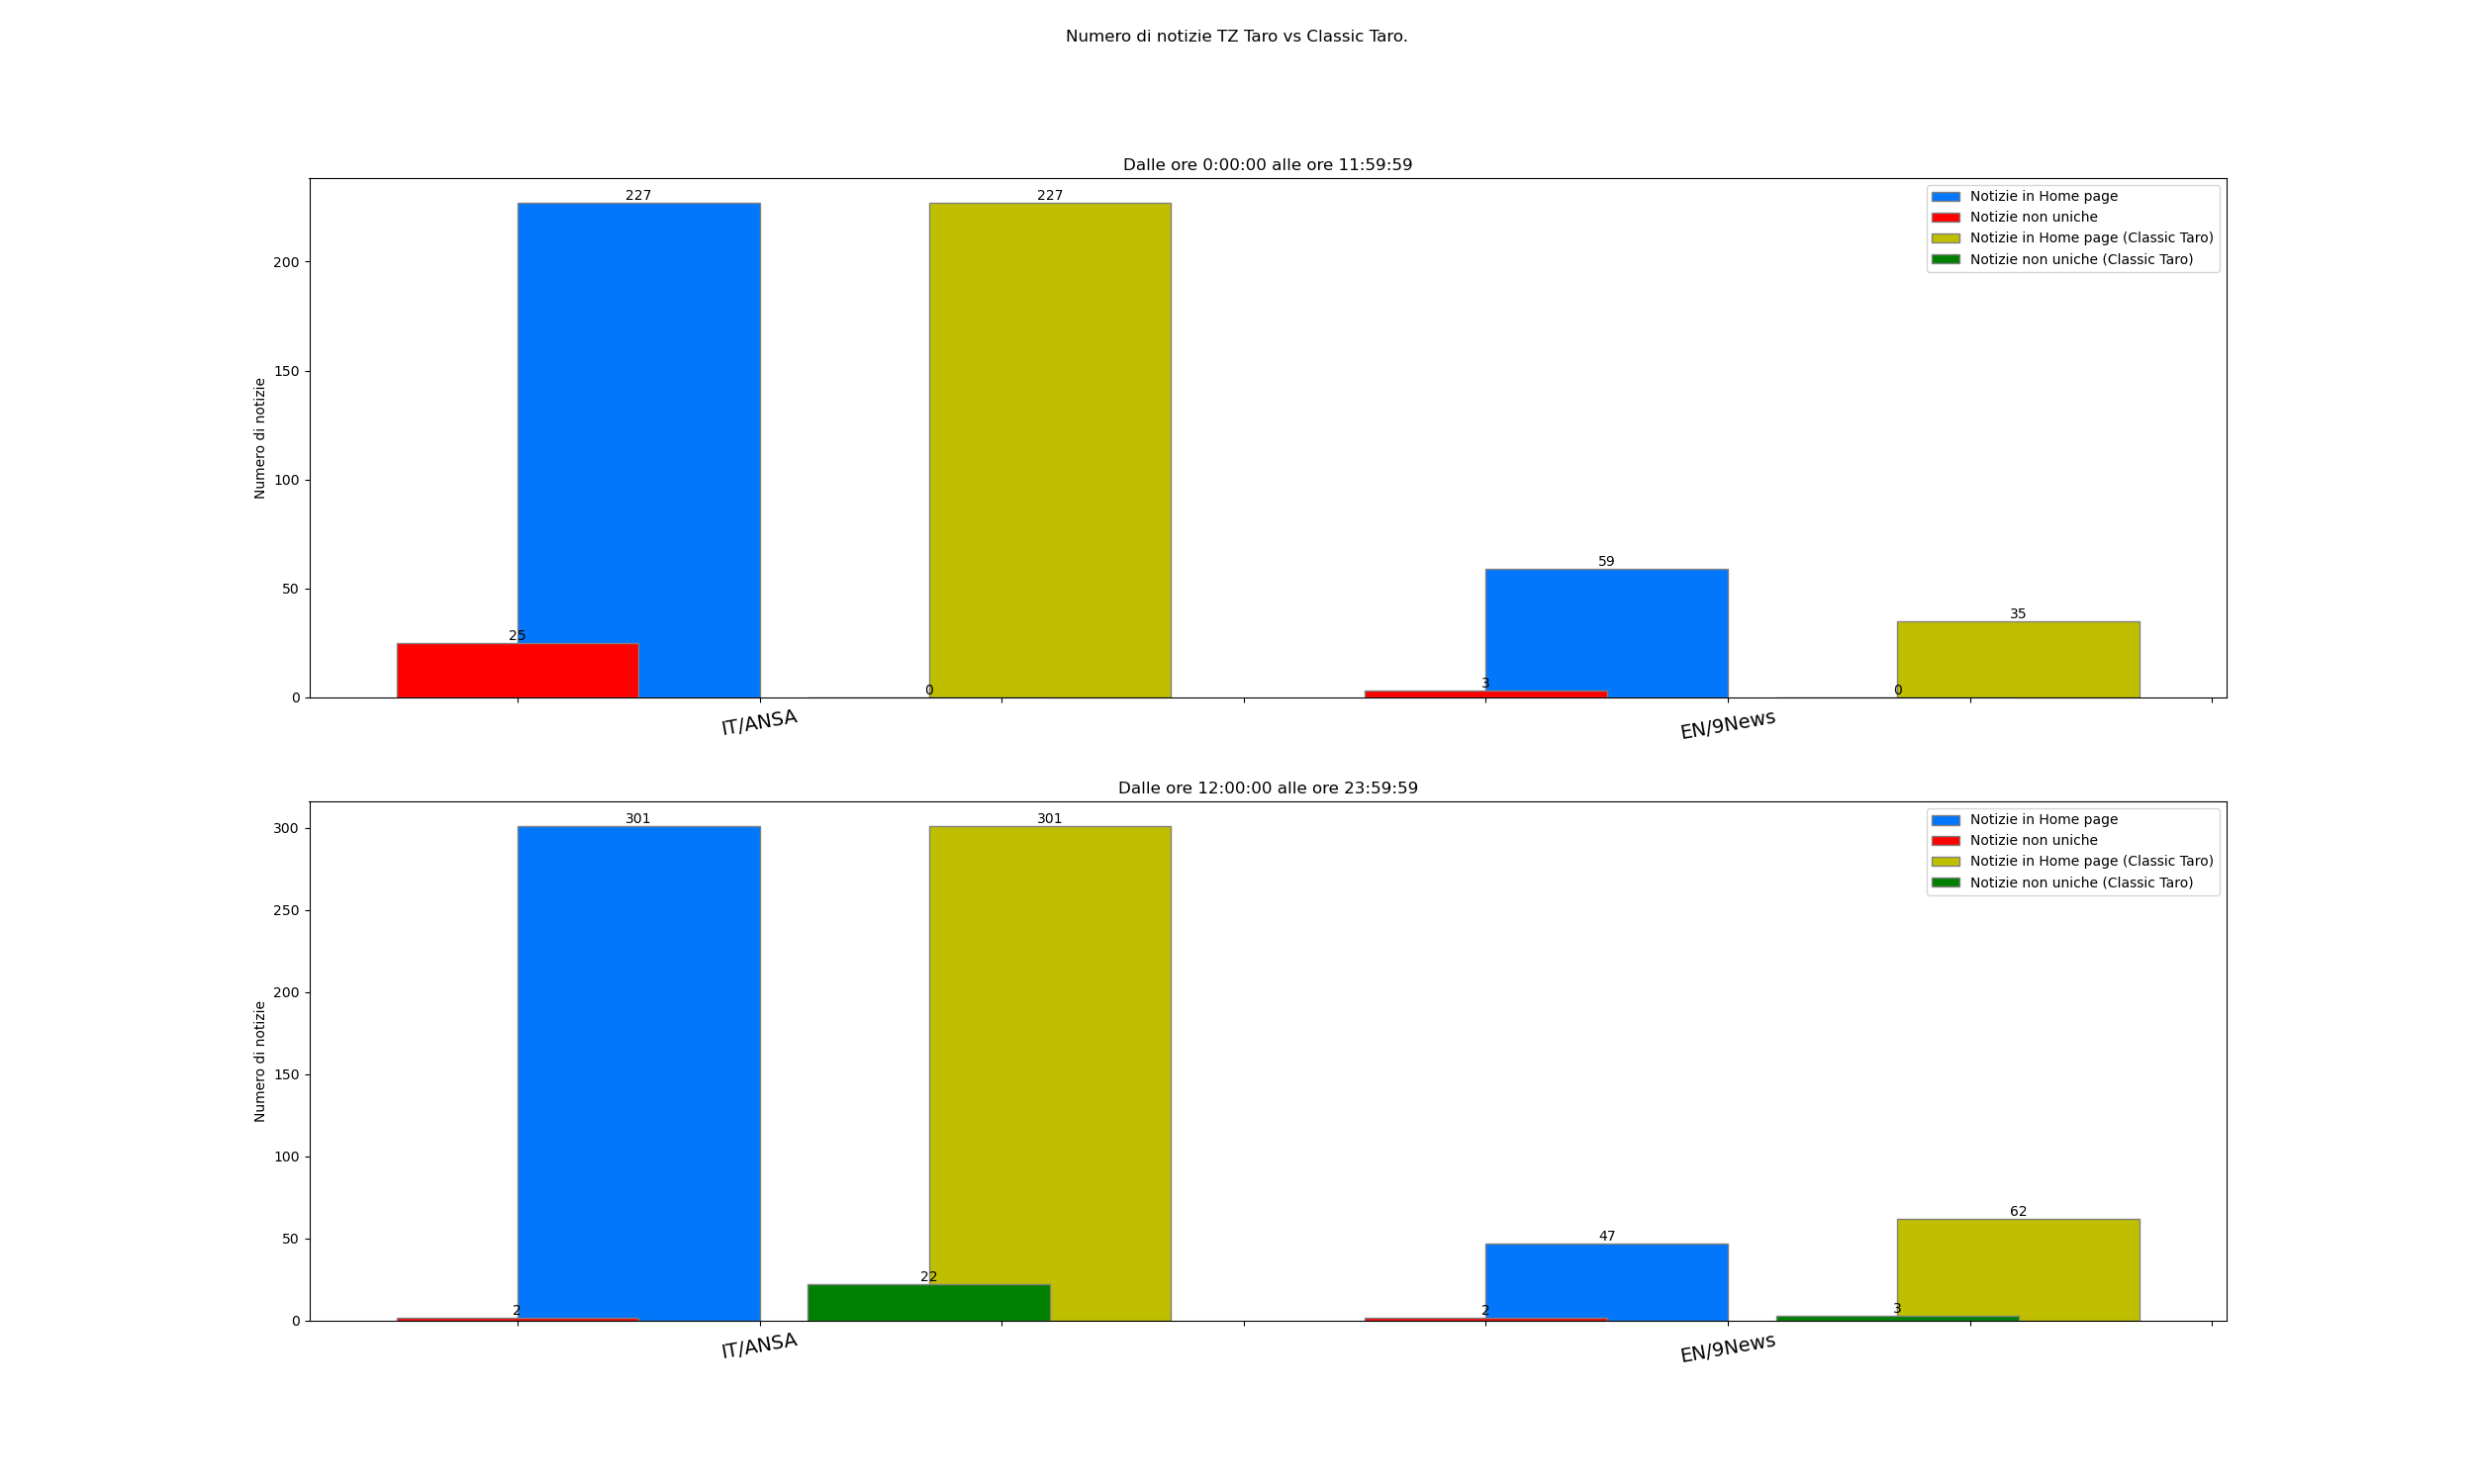 Numero di notizie TZ Taro vs Classic Taro.
Dalle ore 0:00:00 alle ore 11:59:59
Numero di notizie
200
150
100
50
0
227
227
25
0
59
35
3
0
Notizie in Home page
Notizie non uniche
Notizie in Home page (Classic Taro)
Notizie non uniche (Classic Taro)
IT/ANSA
EN/9News
Dalle ore 12:00:00 alle ore 23:59:59
Numero di notizie
300
250
200
150
100
50
0
301
301
2
22
47
62
2
3
Notizie in Home page
Notizie non uniche
Notizie in Home page (Classic Taro)
Notizie non uniche (Classic Taro)
IT/ANSA
EN/9News